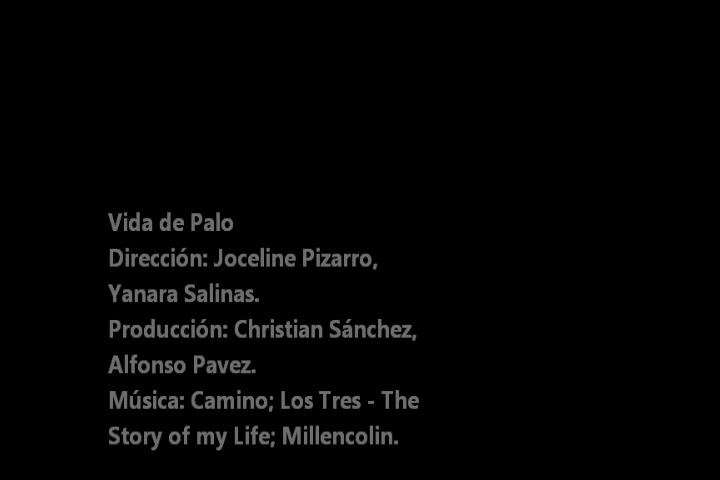 Vida de Palo
Dirección: Joceline Pizarro,
Yanara Salinas.
Producción: Christian Sánchez,
Alfonso Pavez.
Música: Camino; Los Tres - The
Story of my Life; Millencolin.